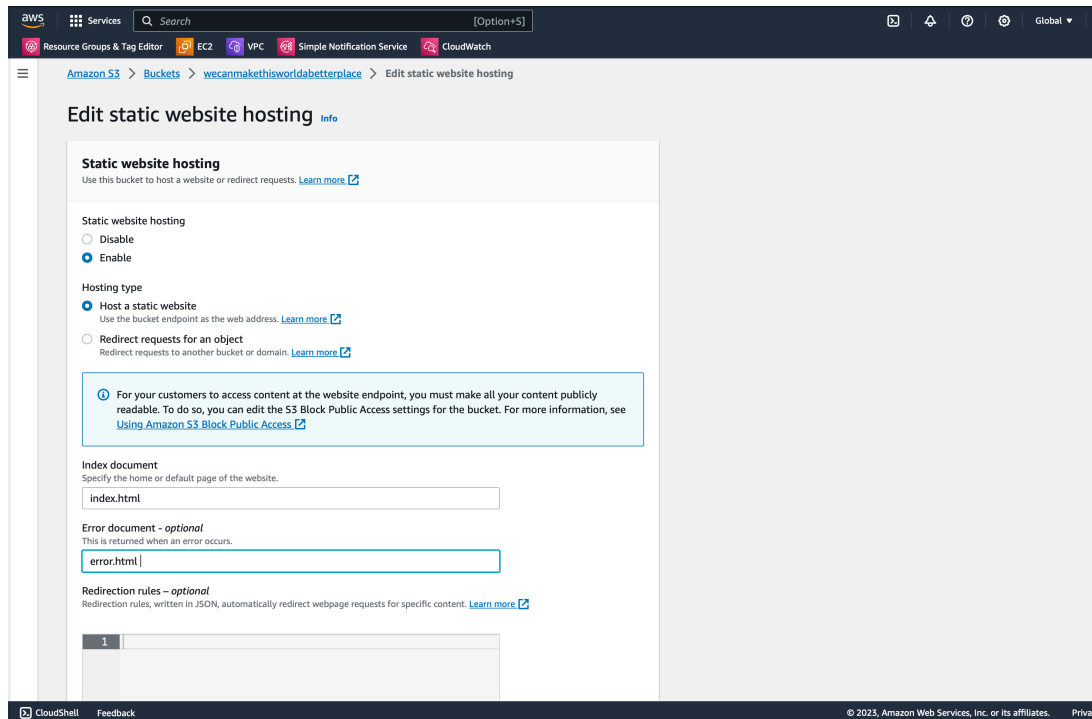 aws Services Search [Option+S] Global
Resource Groups & Tag Editor EC2 VPC Simple Notification Service CloudWatch
Amazon S3 > Buckets > wecanmakethisworldabetterplace > Edit static website hosting
Edit static website hosting Info
Static website hosting
Use this bucket to host a website or redirect requests. Learn more
Static website hosting
Disable
Enable
Hosting type
Host a static website
Use the bucket endpoint as the web address. Learn more
Redirect requests for an object
Redirect requests to another bucket or domain. Learn more
For your customers to access content at the website endpoint, you must make all your content publicly
readable. To do so, you can edit the S3 Block Public Access settings for the bucket. For more information, see
Using Amazon S3 Block Public Access
Index document
Specify the home or default page of the website.
index.html
Error document - optional
This is returned when an error occurs.
error.html
Redirection rules – optional
Redirection rules, written in JSON, automatically redirect webpage requests for specific content. Learn more
1
CloudShell Feedback © 2023, Amazon Web Services, Inc. or its affiliates. Priva